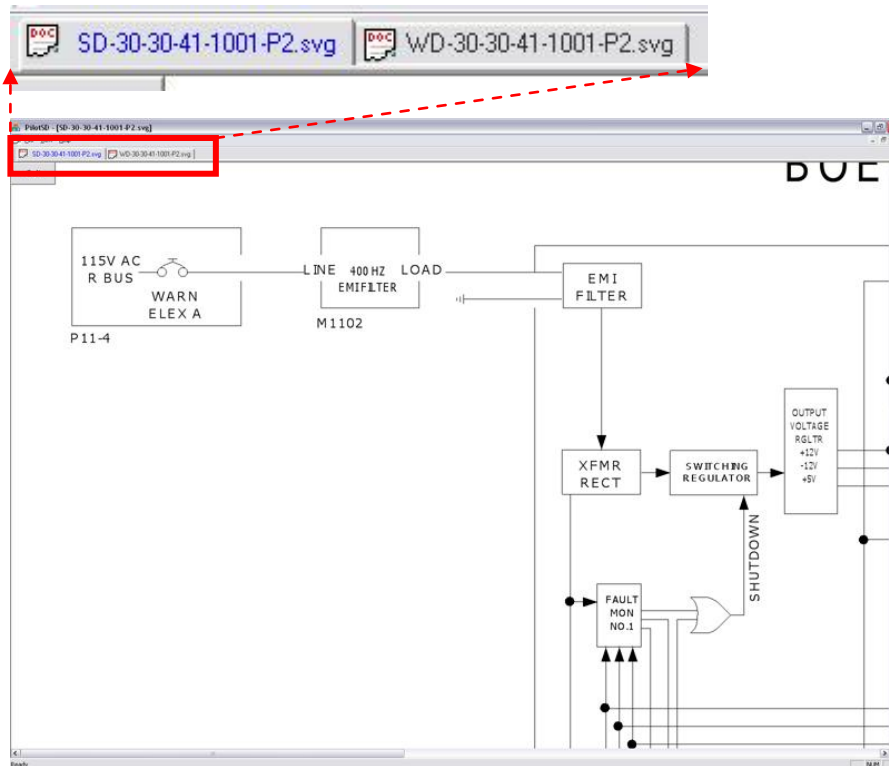 SD-30-30-41-1001-P2.svg WD-30-30-41-1001-P2.svg
PilotSD - [SD-30-30-41-1001-P2.svg]
SD-30-30-41-1001-P2.svg WD-30-30-41-1001-P2.svg
BOE
115V AC
R BUS
WARN
ELEX A
P11-4
LINE 400 HZ LOAD
EMIFILTER
M1102
EMI
FILTER
XFMR
RECT
SWITCHING
REGULATOR
OUTPUT
VOLTAGE
RGLTR
+12V
-12V
+5V
SHUTDOWN
FAULT
MON
NO.1
Ready
NUM